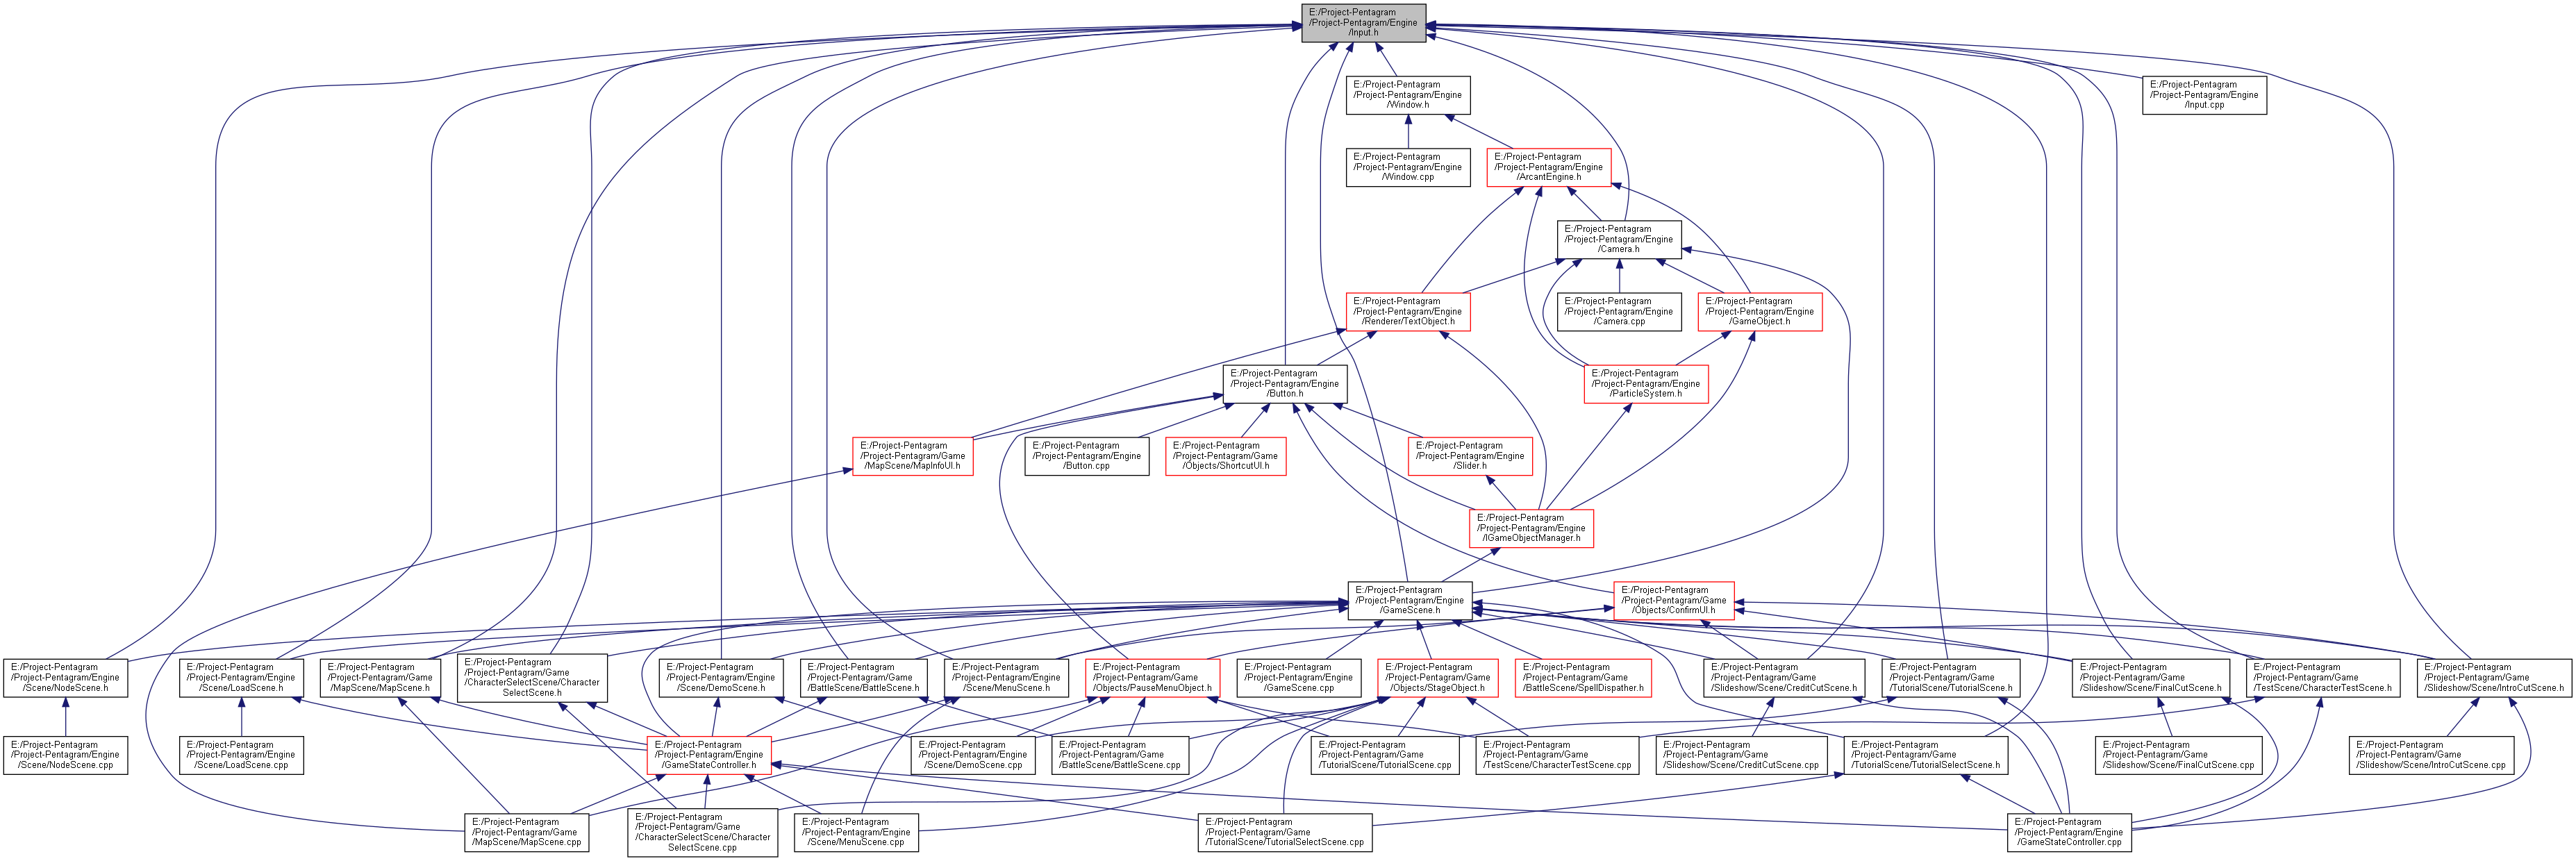 E:/Project-Pentagram
/Project-Pentagram/Engine
/Input.h
E:/Project-Pentagram
/Project-Pentagram/Engine
/Window.h
E:/Project-Pentagram
/Project-Pentagram/Engine
/Input.cpp
E:/Project-Pentagram
/Project-Pentagram/Engine
/Window.cpp
E:/Project-Pentagram
/Project-Pentagram/Engine
/ArcantEngine.h
E:/Project-Pentagram
/Project-Pentagram/Engine
/Camera.h
E:/Project-Pentagram
/Project-Pentagram/Engine
/Renderer/TextObject.h
E:/Project-Pentagram
/Project-Pentagram/Engine
/Camera.cpp
E:/Project-Pentagram
/Project-Pentagram/Engine
/GameObject.h
E:/Project-Pentagram
/Project-Pentagram/Engine
/Button.h
E:/Project-Pentagram
/Project-Pentagram/Engine
/ParticleSystem.h
E:/Project-Pentagram
/Project-Pentagram/Game
/MapScene/MapInfoUI.h
E:/Project-Pentagram
/Project-Pentagram/Engine
/Button.cpp
E:/Project-Pentagram
/Project-Pentagram/Game
/Objects/ShortcutUI.h
E:/Project-Pentagram
/Project-Pentagram/Engine
/Slider.h
E:/Project-Pentagram
/Project-Pentagram/Engine
/IGameObjectManager.h
E:/Project-Pentagram
/Project-Pentagram/Engine
/GameScene.h
E:/Project-Pentagram
/Project-Pentagram/Game
/Objects/ConfirmUI.h
E:/Project-Pentagram
/Project-Pentagram/Engine
/Scene/NodeScene.h
E:/Project-Pentagram
/Project-Pentagram/Engine
/Scene/LoadScene.h
E:/Project-Pentagram
/Project-Pentagram/Game
/MapScene/MapScene.h
E:/Project-Pentagram
/Project-Pentagram/Game
/CharacterSelectScene/Character
SelectScene.h
E:/Project-Pentagram
/Project-Pentagram/Engine
/Scene/DemoScene.h
E:/Project-Pentagram
/Project-Pentagram/Game
/BattleScene/BattleScene.h
E:/Project-Pentagram
/Project-Pentagram/Engine
/Scene/MenuScene.h
E:/Project-Pentagram
/Project-Pentagram/Game
/Objects/PauseMenuObject.h
E:/Project-Pentagram
/Project-Pentagram/Engine
/GameScene.cpp
E:/Project-Pentagram
/Project-Pentagram/Game
/Objects/StageObject.h
E:/Project-Pentagram
/Project-Pentagram/Game
/BattleScene/SpellDispather.h
E:/Project-Pentagram
/Project-Pentagram/Game
/Slideshow/Scene/CreditCutScene.h
E:/Project-Pentagram
/Project-Pentagram/Game
/TutorialScene/TutorialScene.h
E:/Project-Pentagram
/Project-Pentagram/Game
/Slideshow/Scene/FinalCutScene.h
E:/Project-Pentagram
/Project-Pentagram/Game
/TestScene/CharacterTestScene.h
E:/Project-Pentagram
/Project-Pentagram/Game
/Slideshow/Scene/IntroCutScene.h
E:/Project-Pentagram
/Project-Pentagram/Engine
/Scene/NodeScene.cpp
E:/Project-Pentagram
/Project-Pentagram/Engine
/Scene/LoadScene.cpp
E:/Project-Pentagram
/Project-Pentagram/Engine
/GameStateController.h
E:/Project-Pentagram
/Project-Pentagram/Engine
/Scene/DemoScene.cpp
E:/Project-Pentagram
/Project-Pentagram/Game
/BattleScene/BattleScene.cpp
E:/Project-Pentagram
/Project-Pentagram/Game
/TutorialScene/TutorialScene.cpp
E:/Project-Pentagram
/Project-Pentagram/Game
/TestScene/CharacterTestScene.cpp
E:/Project-Pentagram
/Project-Pentagram/Game
/Slideshow/Scene/CreditCutScene.cpp
E:/Project-Pentagram
/Project-Pentagram/Game
/TutorialScene/TutorialSelectScene.h
E:/Project-Pentagram
/Project-Pentagram/Game
/Slideshow/Scene/FinalCutScene.cpp
E:/Project-Pentagram
/Project-Pentagram/Game
/Slideshow/Scene/IntroCutScene.cpp
E:/Project-Pentagram
/Project-Pentagram/Game
/MapScene/MapScene.cpp
E:/Project-Pentagram
/Project-Pentagram/Game
/CharacterSelectScene/Character
SelectScene.cpp
E:/Project-Pentagram
/Project-Pentagram/Engine
/Scene/MenuScene.cpp
E:/Project-Pentagram
/Project-Pentagram/Game
/TutorialScene/TutorialSelectScene.cpp
E:/Project-Pentagram
/Project-Pentagram/Engine
/GameStateController.cpp